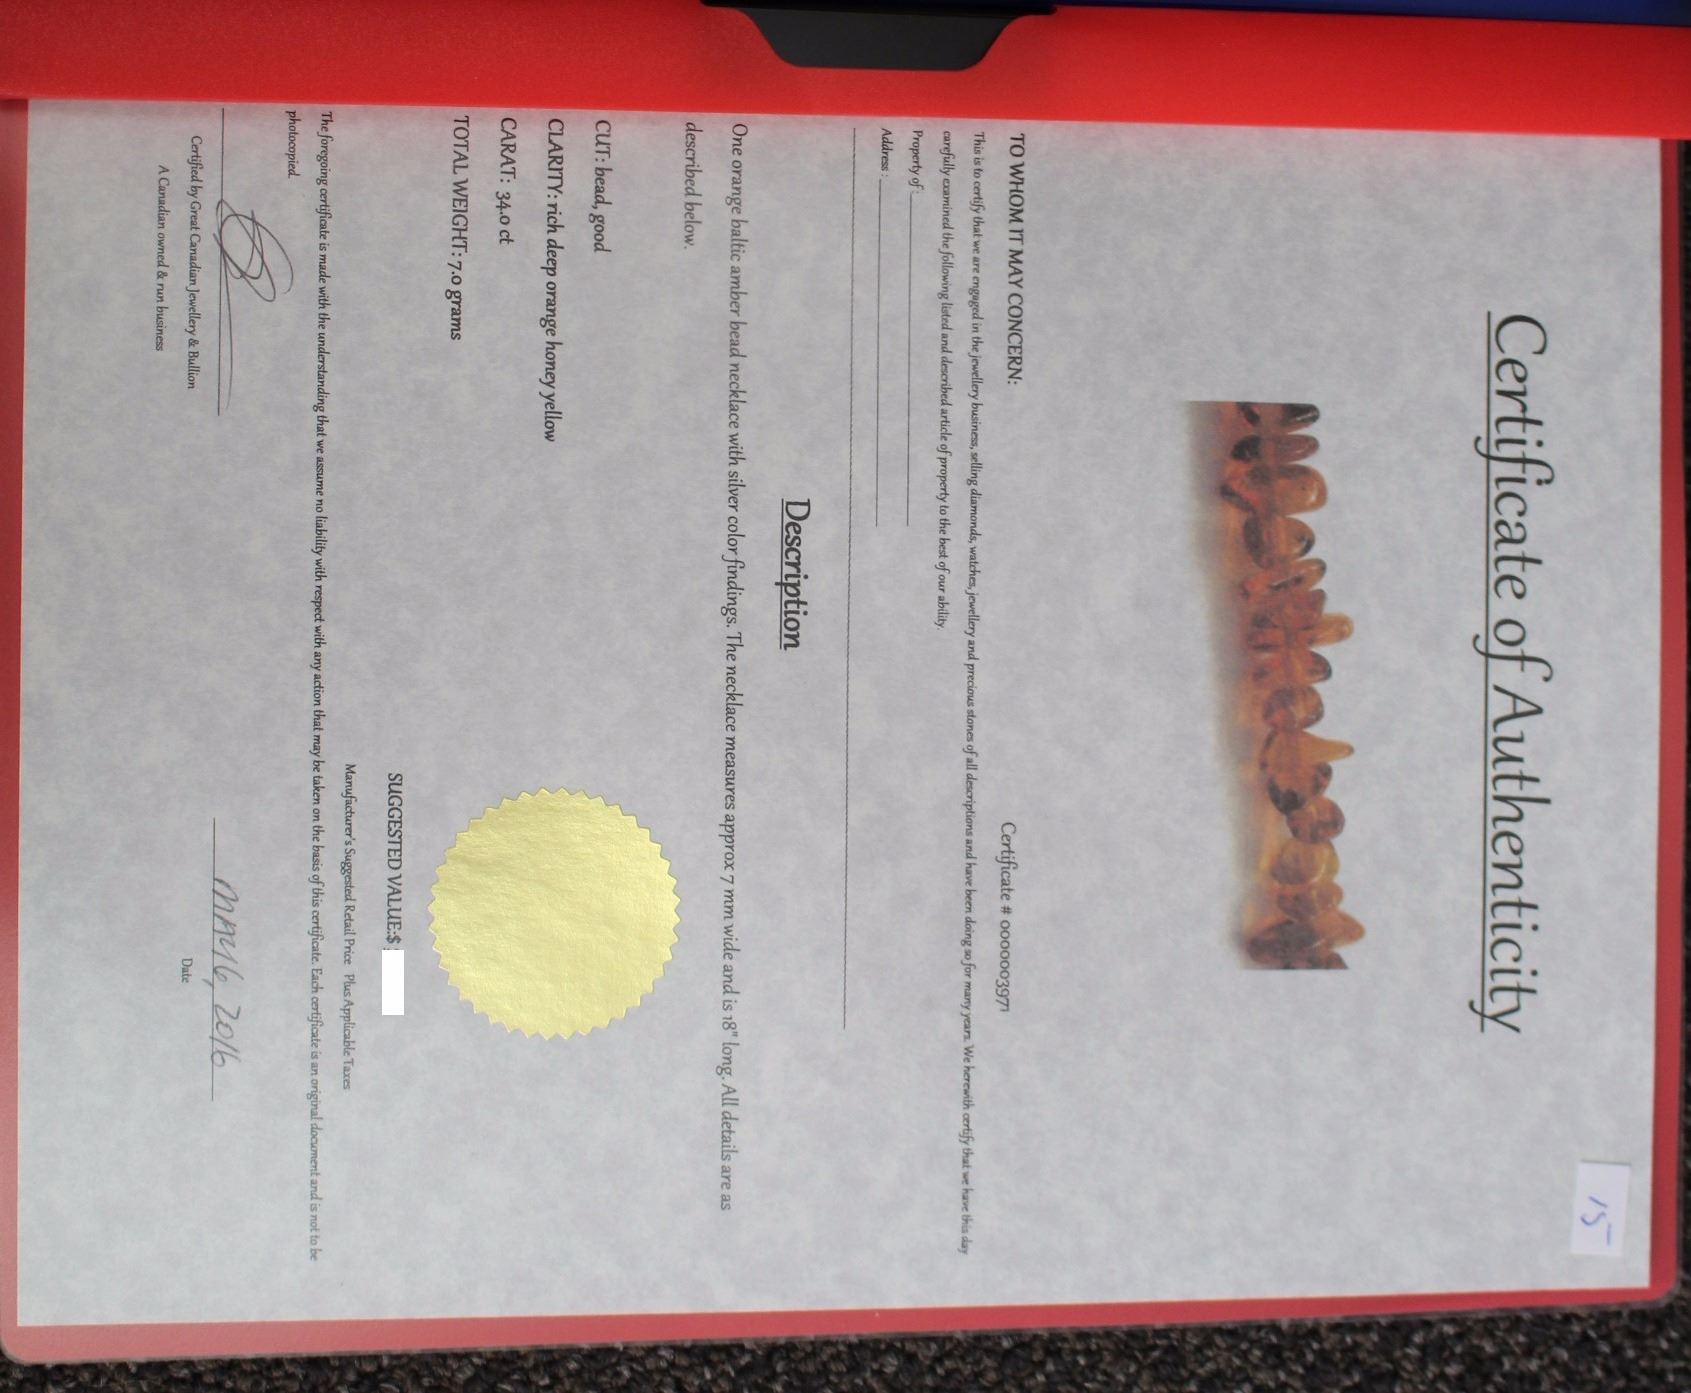 15
Certificate of Authenticity
Certificate # 000003971
TO WHOM IT MAY CONCERN:
This is to certify that we are engaged in the jewellery business, selling diamonds, watches, jewellery and precious stones of all descriptions and have been doing so for many years. We herewith certify that we have this day
carefully examined the following listed and described article of property to the best of our ability.
Property of :
Address :
Description
One orange baltic amber bead necklace with silver color findings. The necklace measures approx 7 mm wide and is 18" long. All details are as
described below.
CUT: bead, good
CLARITY: rich deep orange honey yellow
CARAT: 34.0 ct
TOTAL WEIGHT: 7.0 grams
SUGGESTED VALUE:$
Manufacturer's Suggested Retail Price Plus Applicable Taxes
The foregoing certificate is made with the understanding that we assume no liability with respect with any action that may be taken on the basis of this certificate. Each certificate is an original document and is not to be
photocopied.
MAY 6, 2016
Certified by Great Canadian Jewellery & Bullion
Date
A Canadian owned & run business